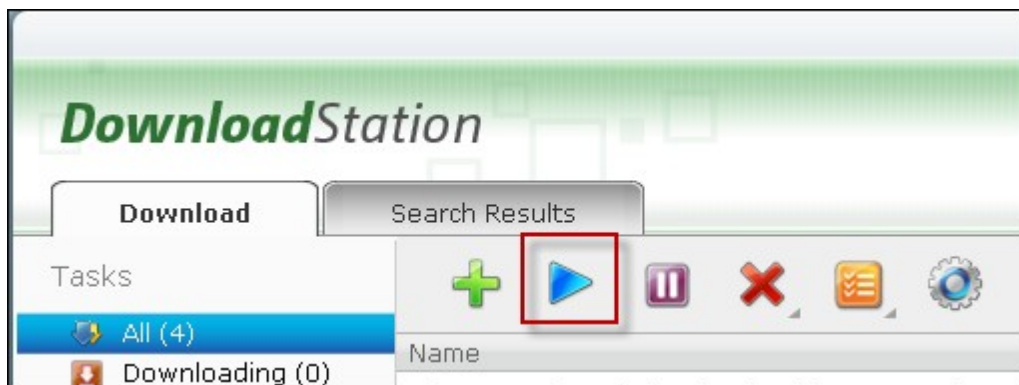 DownloadStation
Download
Search Results
Tasks
All (4)
Name
Downloading (0)